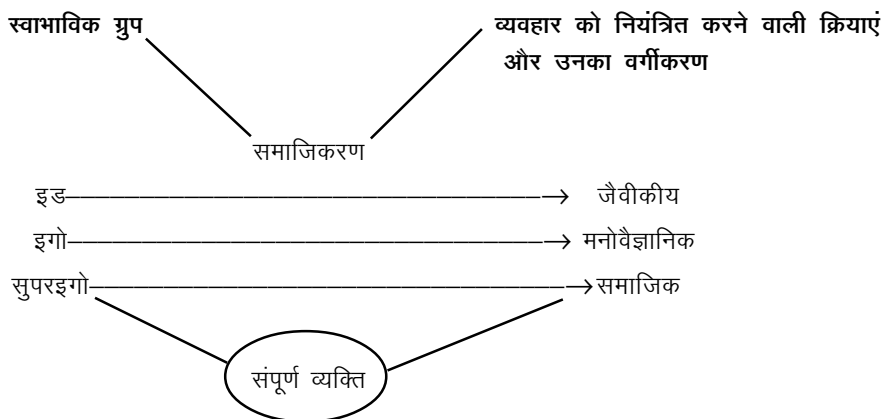 स्वाभाविक ग्रुप
व्यवहार को नियंत्रित करने वाली क्रियाएं
और उनका वर्गीकरण
समाजिकरण
इड → जैवीकीय
इगो → मनोवैज्ञानिक
सुपरइगो → समाजिक
संपूर्ण व्यक्ति